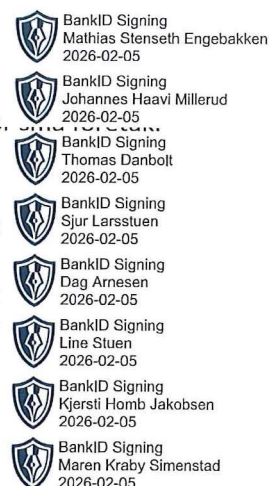 BankID Signing
Mathias Stenseth Engebakken
2026-02-05
BankID Signing
Johannes Haavi Millerud
2026-02-05
små foretak.
BankID Signing
Thomas Danbolt
2026-02-05
BankID Signing
Sjur Larsstuen
2026-02-05
BankID Signing
Dag Arnesen
2026-02-05
BankID Signing
Line Stuen
2026-02-05
BankID Signing
Kjersti Homb Jakobsen
2026-02-05
BankID Signing
Maren Kraby Simenstad
2026-02-05